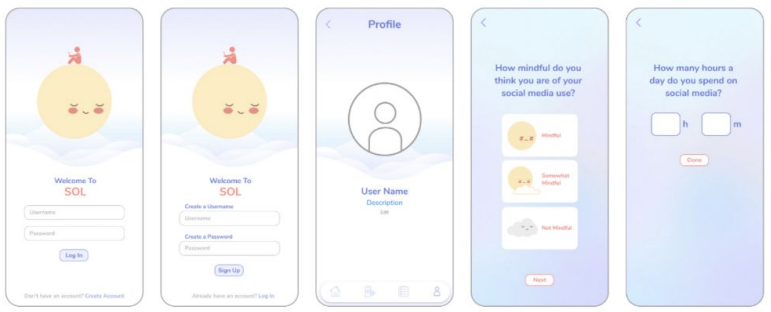 Welcome To
SOL
Username
Password
Log In
Don't have an account? Create Account
Welcome To
SOL
Create a Username
Username
Create a Password
Password
Sign Up
Already have an account? Log in
Profile
User Name
Description
Edit
How mindful do you
think you are of your
social media use?
Mindful
Somewhat
Mindful
Not Mindful
Next
How many hours a
day do you spend on
social media?
h m
Done